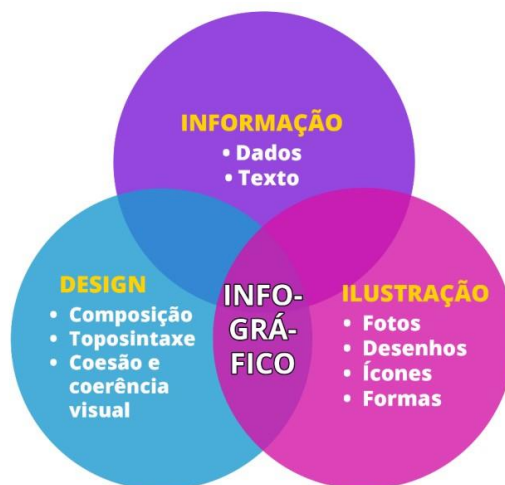 INFORMAÇÃO
• Dados
• Texto
DESIGN
• Composição
• Toposintaxe
• Coesão e
coerência
visual
INFO-
GRÁ-
FICO
ILUSTRAÇÃO
• Fotos
• Desenhos
• Ícones
• Formas